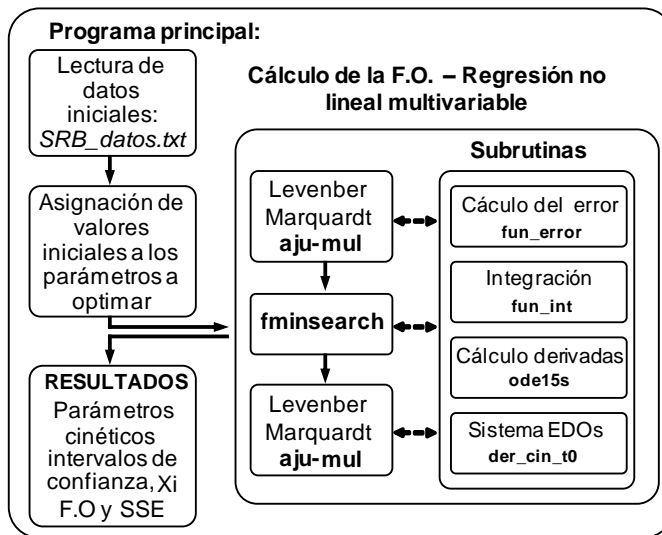 Programa principal:
Lectura de
datos
iniciales:
SRB_datos.txt
Asignación de
valores
iniciales a los
parámetros a
optimar
RESULTADOS
Parámetros
cinéticos
intervalos de
confianza, Xi
F.O y SSE
Cálculo de la F.O. – Regresión no
lineal multivariable
Levenber
Marquardt
aju-mul
fminsearch
Levenber
Marquardt
aju-mul
Subrutinas
Cáculo del error
fun_error
Integración
fun_int
Cálculo derivadas
ode15s
Sistema EDOs
der_cin_t0